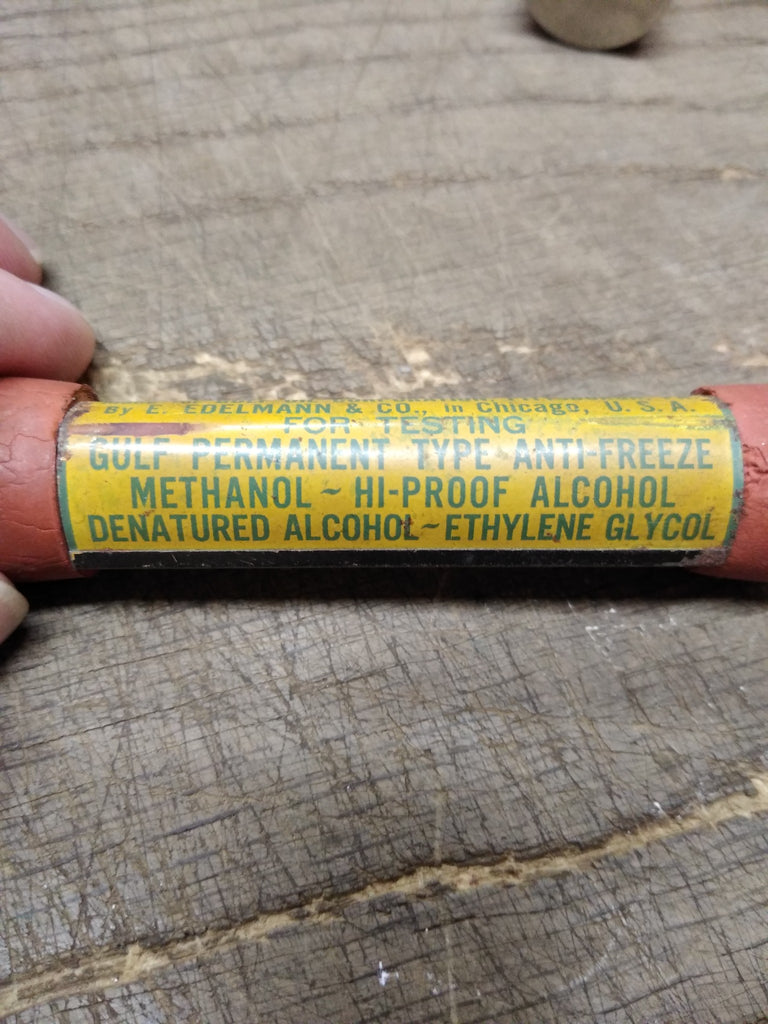 By E. EDELMANN & CO., in Chicago, U. S. A.
FOR TESTING
GULF PERMANENT TYPE ANTI-FREEZE
METHANOL ~ HI-PROOF ALCOHOL
DENATURED ALCOHOL ~ ETHYLENE GLYCOL